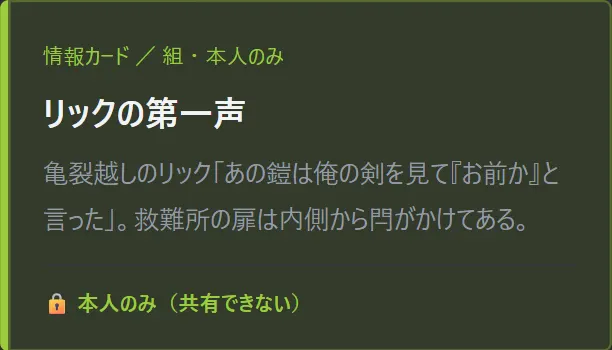 情報カード ／ 組 · 本人のみ
リックの第一声
亀裂越しのリック「あの鎧は俺の剣を見て『お前か』と
言った」。救難所の扉は内側から閂がかけてある。
🔒 本人のみ（共有できない）